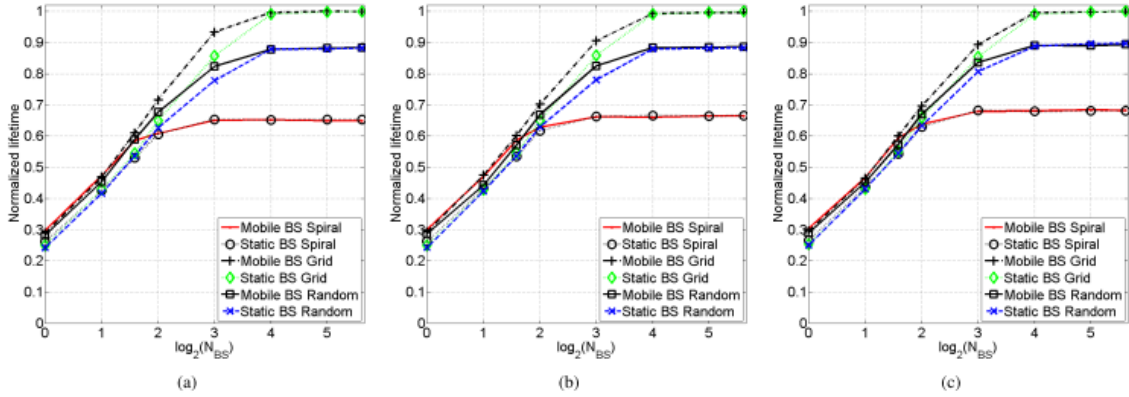 1
0.9
0.8
0.7
0.6
0.5
0.4
0.3
0.2
0.1
0
Normalized lifetime
Mobile BS Spiral
Static BS Spiral
Mobile BS Grid
Static BS Grid
Mobile BS Random
Static BS Random
0 1 2 3 4 5
log2(NBS)
(a)
1
0.9
0.8
0.7
0.6
0.5
0.4
0.3
0.2
0.1
0
Normalized lifetime
Mobile BS Spiral
Static BS Spiral
Mobile BS Grid
Static BS Grid
Mobile BS Random
Static BS Random
0 1 2 3 4 5
log2(NBS)
(b)
1
0.9
0.8
0.7
0.6
0.5
0.4
0.3
0.2
0.1
0
Normalized lifetime
Mobile BS Spiral
Static BS Spiral
Mobile BS Grid
Static BS Grid
Mobile BS Random
Static BS Random
0 1 2 3 4 5
log2(NBS)
(c)